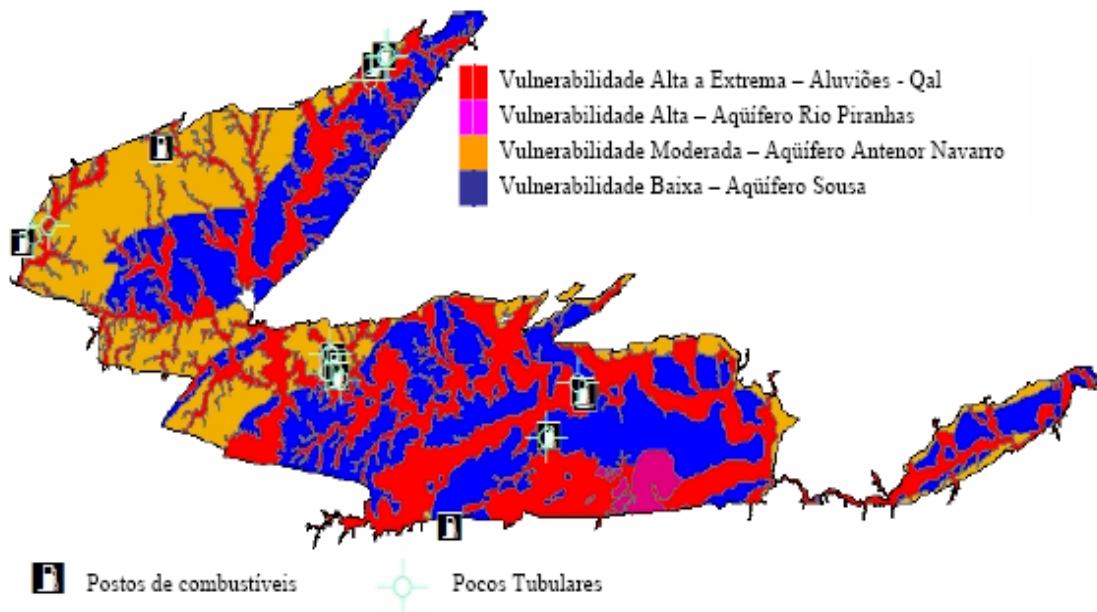 Vulnerabilidade Alta a Extrema – Aluviões - Qal
Vulnerabilidade Alta – Aqüífero Rio Piranhas
Vulnerabilidade Moderada – Aqüífero Antenor Navarro
Vulnerabilidade Baixa – Aqüífero Sousa
Postos de combustíveis
Pocos Tubulares